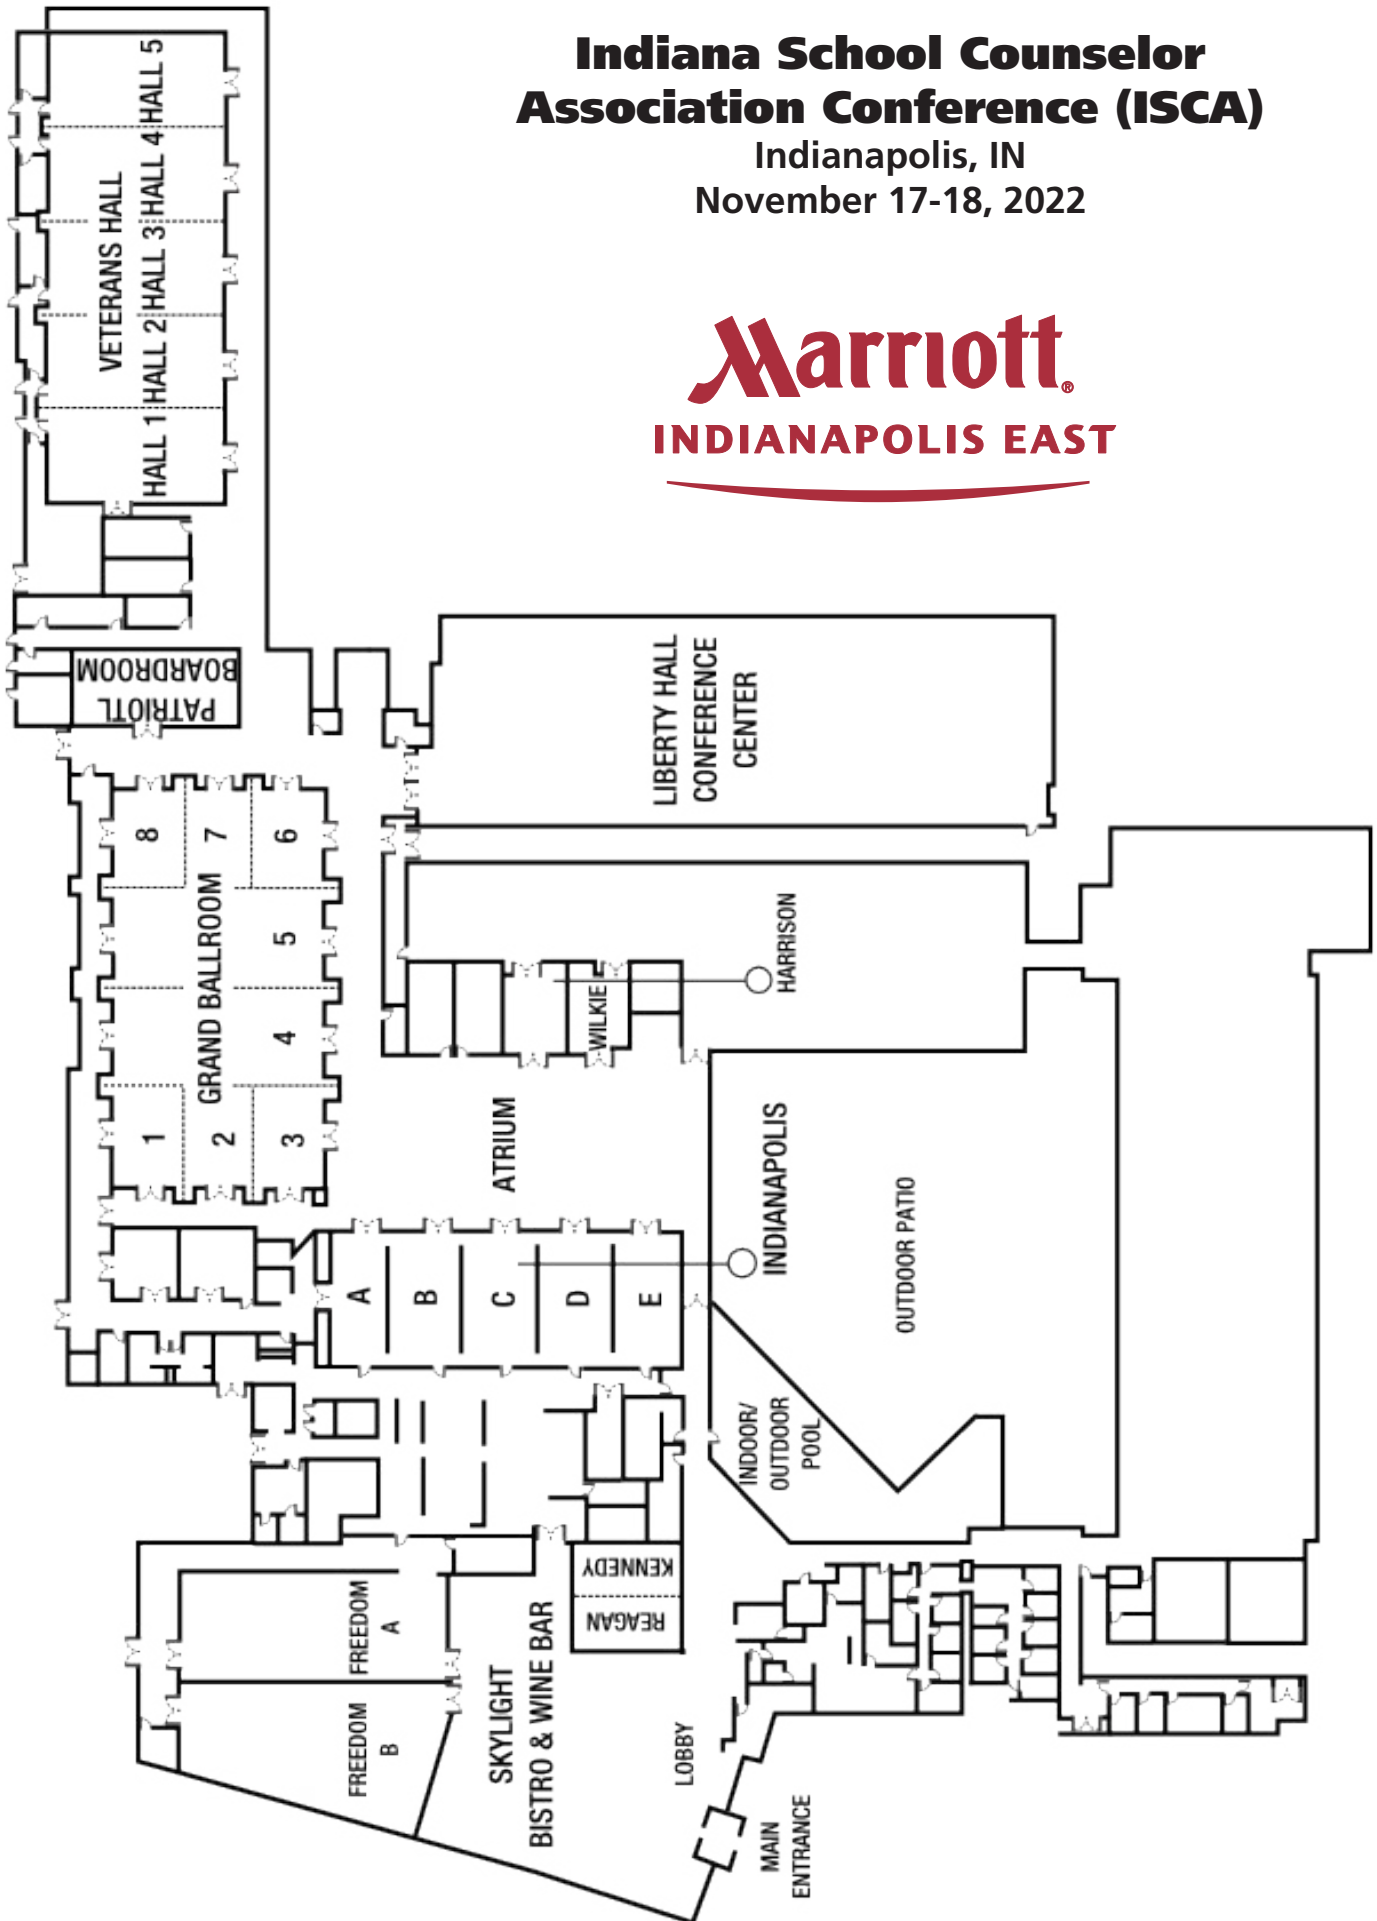 Indiana School Counselor
Association Conference (ISCA)
Indianapolis, IN
November 17-18, 2022
Marriott®
INDIANAPOLIS EAST
VETERANS HALL
HALL 1 HALL 2 HALL 3 HALL 4 HALL 5
PATRIOTL
BOARDROOM
LIBERTY HALL
CONFERENCE
CENTER
8
7
6
GRAND BALLROOM
5
4
1
2
3
HARRISON
WILKIE
ATRIUM
INDIANAPOLIS
A
B
C
D
E
OUTDOOR PATIO
INDOOR/
OUTDOOR
POOL
KENNEDY
REAGAN
FREEDOM
A
FREEDOM
B
SKYLIGHT
BISTRO & WINE BAR
LOBBY
MAIN
ENTRANCE